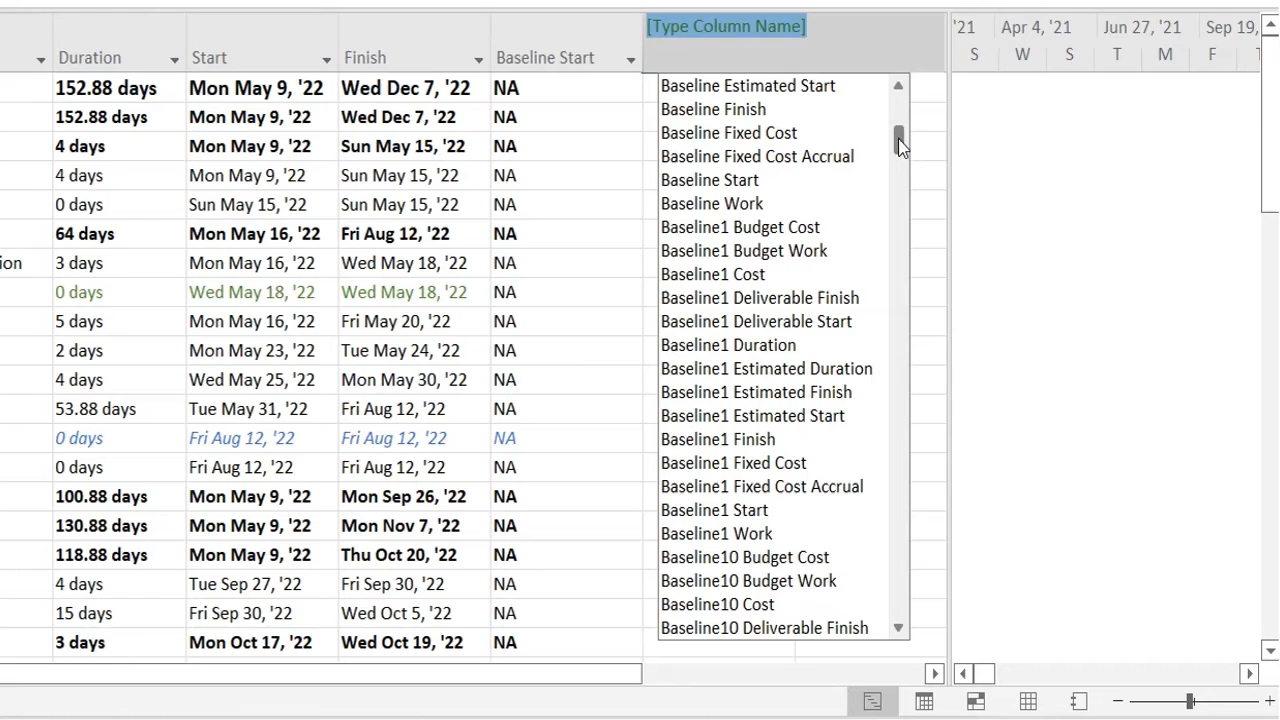 [Type Column Name]
'21 Apr 4, '21 Jun 27, '21 Sep 19,
Duration Start Finish Baseline Start
S W S T M F
152.88 days Mon May 9, '22 Wed Dec 7, '22 NA
152.88 days Mon May 9, '22 Wed Dec 7, '22 NA
4 days Mon May 9, '22 Sun May 15, '22 NA
4 days Mon May 9, '22 Sun May 15, '22 NA
0 days Sun May 15, '22 Sun May 15, '22 NA
64 days Mon May 16, '22 Fri Aug 12, '22 NA
ion 3 days Mon May 16, '22 Wed May 18, '22 NA
0 days Wed May 18, '22 Wed May 18, '22 NA
5 days Mon May 16, '22 Fri May 20, '22 NA
2 days Mon May 23, '22 Tue May 24, '22 NA
4 days Wed May 25, '22 Mon May 30, '22 NA
53.88 days Tue May 31, '22 Fri Aug 12, '22 NA
0 days Fri Aug 12, '22 Fri Aug 12, '22 NA
0 days Fri Aug 12, '22 Fri Aug 12, '22 NA
100.88 days Mon May 9, '22 Mon Sep 26, '22 NA
130.88 days Mon May 9, '22 Mon Nov 7, '22 NA
118.88 days Mon May 9, '22 Thu Oct 20, '22 NA
4 days Tue Sep 27, '22 Fri Sep 30, '22 NA
15 days Fri Sep 30, '22 Wed Oct 5, '22 NA
3 days Mon Oct 17, '22 Wed Oct 19, '22 NA
Baseline Estimated Start
Baseline Finish
Baseline Fixed Cost
Baseline Fixed Cost Accrual
Baseline Start
Baseline Work
Baseline1 Budget Cost
Baseline1 Budget Work
Baseline1 Cost
Baseline1 Deliverable Finish
Baseline1 Deliverable Start
Baseline1 Duration
Baseline1 Estimated Duration
Baseline1 Estimated Finish
Baseline1 Estimated Start
Baseline1 Finish
Baseline1 Fixed Cost
Baseline1 Fixed Cost Accrual
Baseline1 Start
Baseline1 Work
Baseline10 Budget Cost
Baseline10 Budget Work
Baseline10 Cost
Baseline10 Deliverable Finish